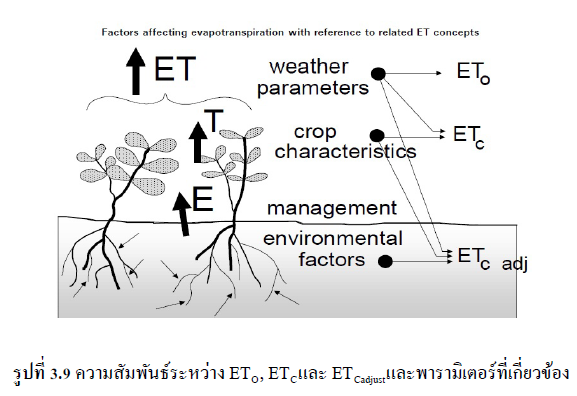 Factors affecting evapotranspiration with reference to related ET concepts
ET
T
E
weather
parameters
ETo
crop
characteristics
ETc
management
environmental
factors
ETc adj
รูปที่ 3.9 ความสัมพันธ์ระหว่าง ETO, ETCและ ETCadjustและพารามิเตอร์ที่เกี่ยวข้อง